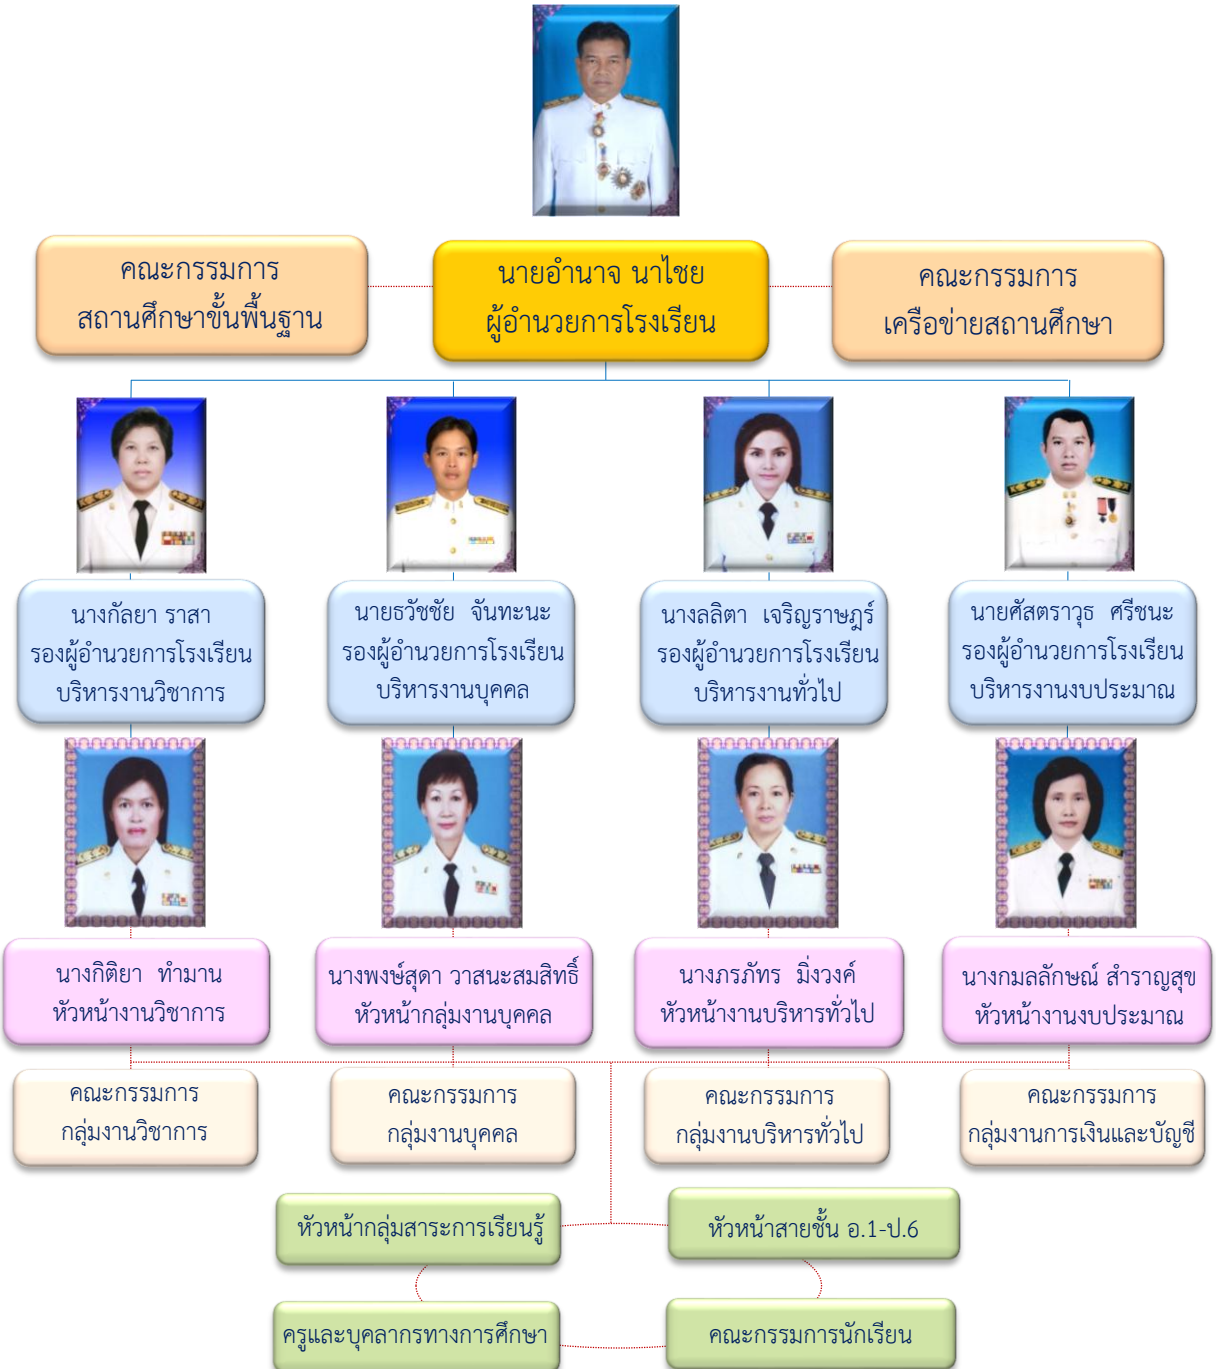 คณะกรรมการ
สถานศึกษาขั้นพื้นฐาน
นายอำนาจ นาไชย
ผู้อำนวยการโรงเรียน
คณะกรรมการ
เครือข่ายสถานศึกษา
นางกัลยา ราสา
รองผู้อำนวยการโรงเรียน
บริหารงานวิชาการ
นายธวัชชัย จันทะนะ
รองผู้อำนวยการโรงเรียน
บริหารงานบุคคล
นางลลิตา เจริญราษฎร์
รองผู้อำนวยการโรงเรียน
บริหารงานทั่วไป
นายศัสตราวุธ ศรีชนะ
รองผู้อำนวยการโรงเรียน
บริหารงานงบประมาณ
นางกิติยา ทำมาน
หัวหน้างานวิชาการ
นางพงษ์สุดา วาสนะสมสิทธิ์
หัวหน้ากลุ่มงานบุคคล
นางภรภัทร มิ่งวงค์
หัวหน้างานบริหารทั่วไป
นางกมลลักษณ์ สำราญสุข
หัวหน้างานงบประมาณ
คณะกรรมการ
กลุ่มงานวิชาการ
คณะกรรมการ
กลุ่มงานบุคคล
คณะกรรมการ
กลุ่มงานบริหารทั่วไป
คณะกรรมการ
กลุ่มงานการเงินและบัญชี
หัวหน้ากลุ่มสาระการเรียนรู้
หัวหน้าสายชั้น อ.1-ป.6
ครูและบุคลากรทางการศึกษา
คณะกรรมการนักเรียน